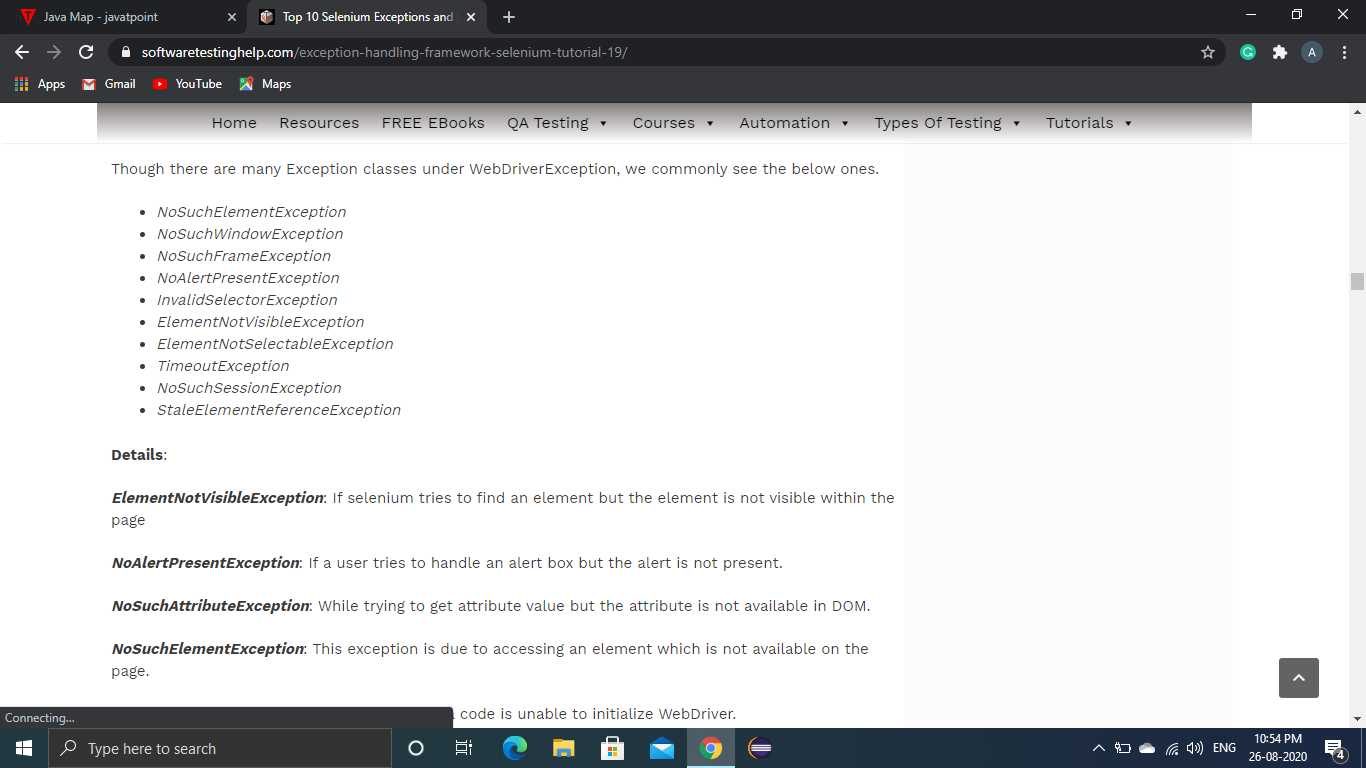 Java Map - javatpoint
Top 10 Selenium Exceptions and
softwaretestinghelp.com/exception-handling-framework-selenium-tutorial-19/
G
A
Apps
Gmail
YouTube
Maps
Home
Resources
FREE EBooks
QA Testing
Courses
Automation
Types Of Testing
Tutorials
Though there are many Exception classes under WebDriverException, we commonly see the below ones.
NoSuchElementException
NoSuchWindowException
NoSuchFrameException
NoAlertPresentException
InvalidSelectorException
ElementNotVisibleException
ElementNotSelectableException
TimeoutException
NoSuchSessionException
StaleElementReferenceException
Details:
ElementNotVisibleException: If selenium tries to find an element but the element is not visible within the
page
NoAlertPresentException: If a user tries to handle an alert box but the alert is not present.
NoSuchAttributeException: While trying to get attribute value but the attribute is not available in DOM.
NoSuchElementException: This exception is due to accessing an element which is not available on the
page.
code is unable to initialize WebDriver.
Connecting...
Type here to search
ENG
10:54 PM
26-08-2020
4